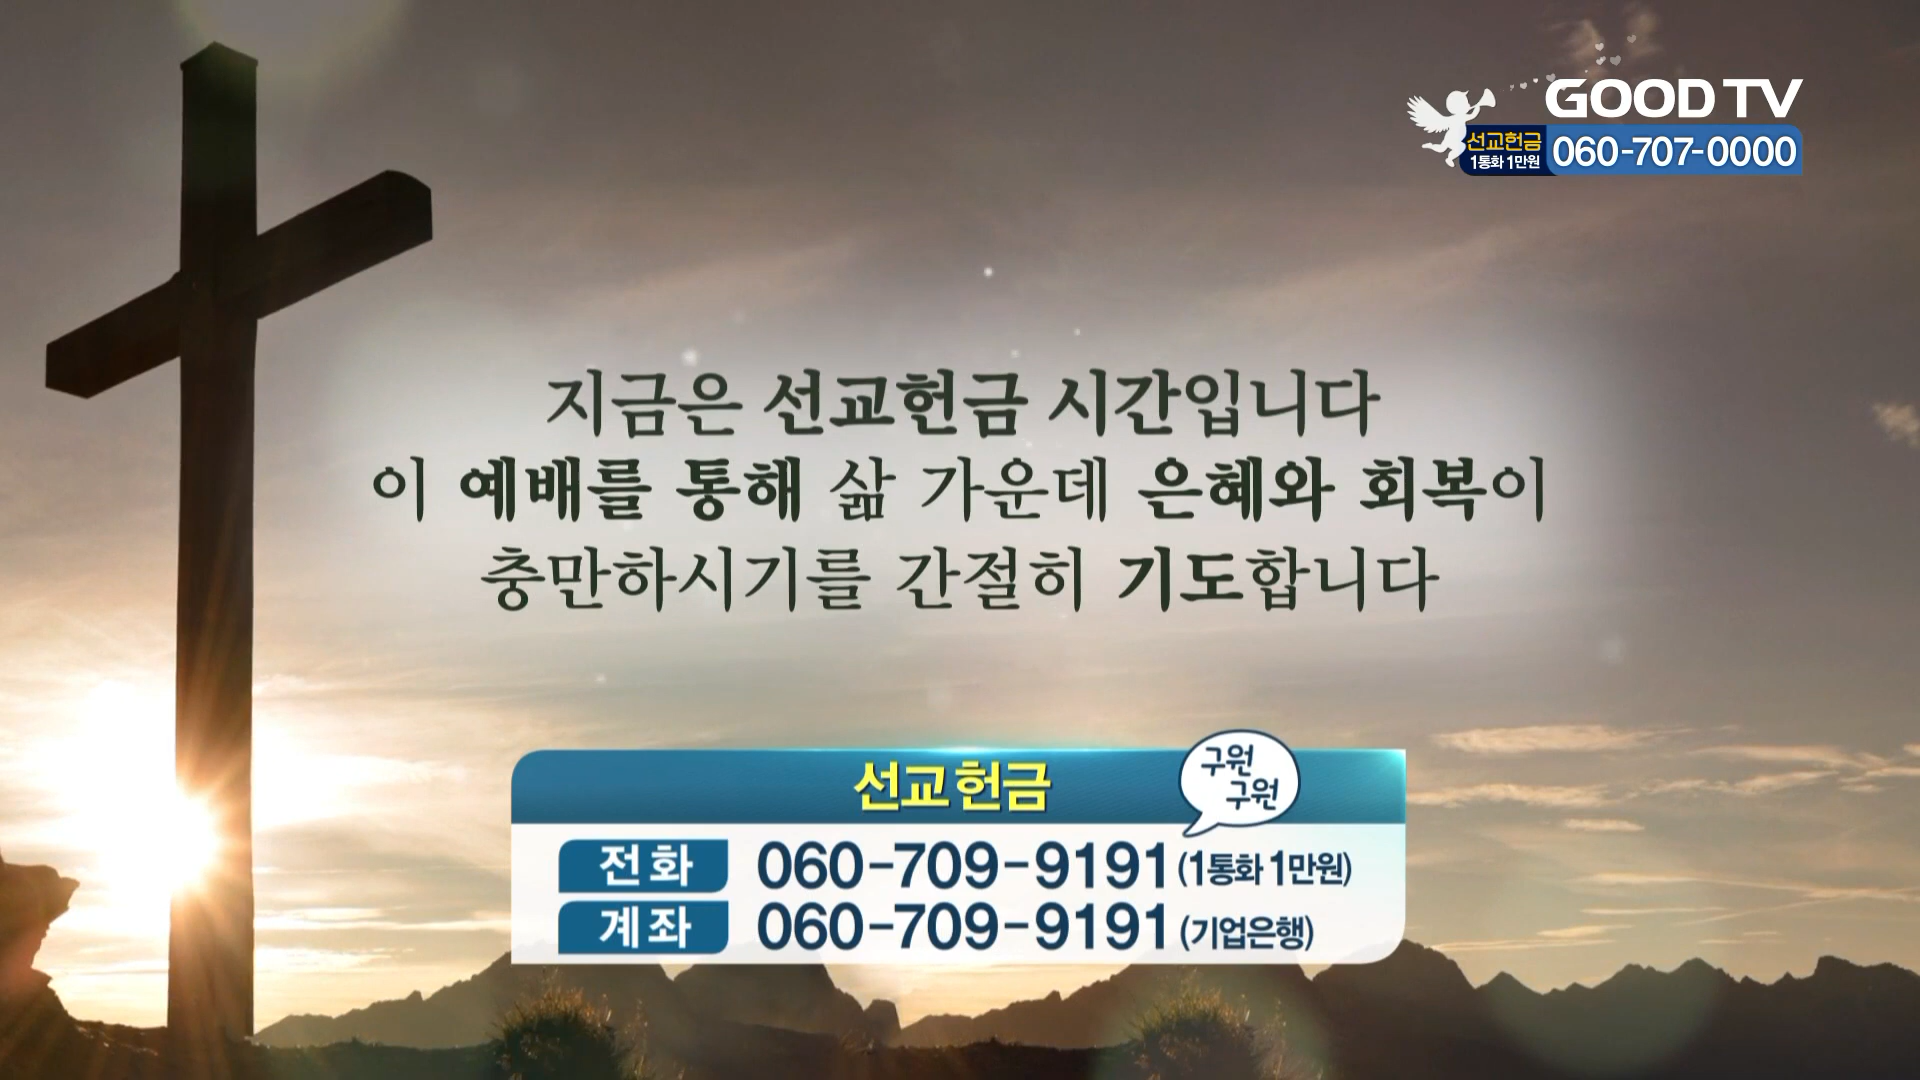 GOOD TV
선교헌금
1통화 1만원
060-707-0000
지금은 선교헌금 시간입니다
이 예배를 통해 삶 가운데 은혜와 회복이
충만하시기를 간절히 기도합니다
선교헌금
구원
구원
전화 060-709-9191 (1통화 1만원)
계좌 060-709-9191 (기업은행)